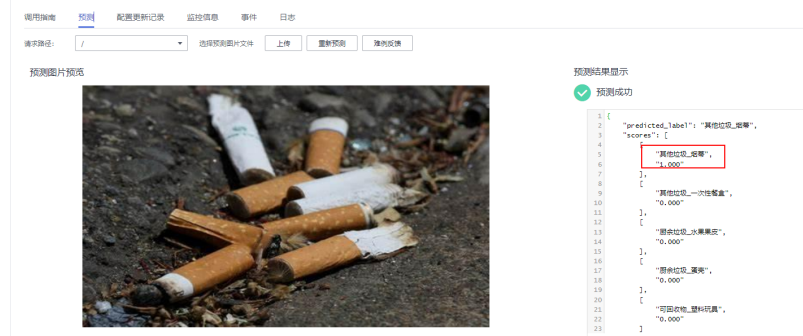 调用指南 预测 配置更新记录 监控信息 事件 日志
请求路径： / 选择预测图片文件 上传 重新预测 难例反馈
预测图片预览
预测结果显示
预测成功
1 {
2 "predicted_label": "其他垃圾_烟蒂",
3 "scores": [
4 [
5 "其他垃圾_烟蒂",
6 "1.000"
7 ],
8 [
9 "其他垃圾_一次性餐盒",
10 "0.000"
11 ],
12 [
13 "厨余垃圾_水果果皮",
14 "0.000"
15 ],
16 [
17 "厨余垃圾_蛋壳",
18 "0.000"
19 ],
20 [
21 "可回收物_塑料玩具",
22 "0.000"
23 ]